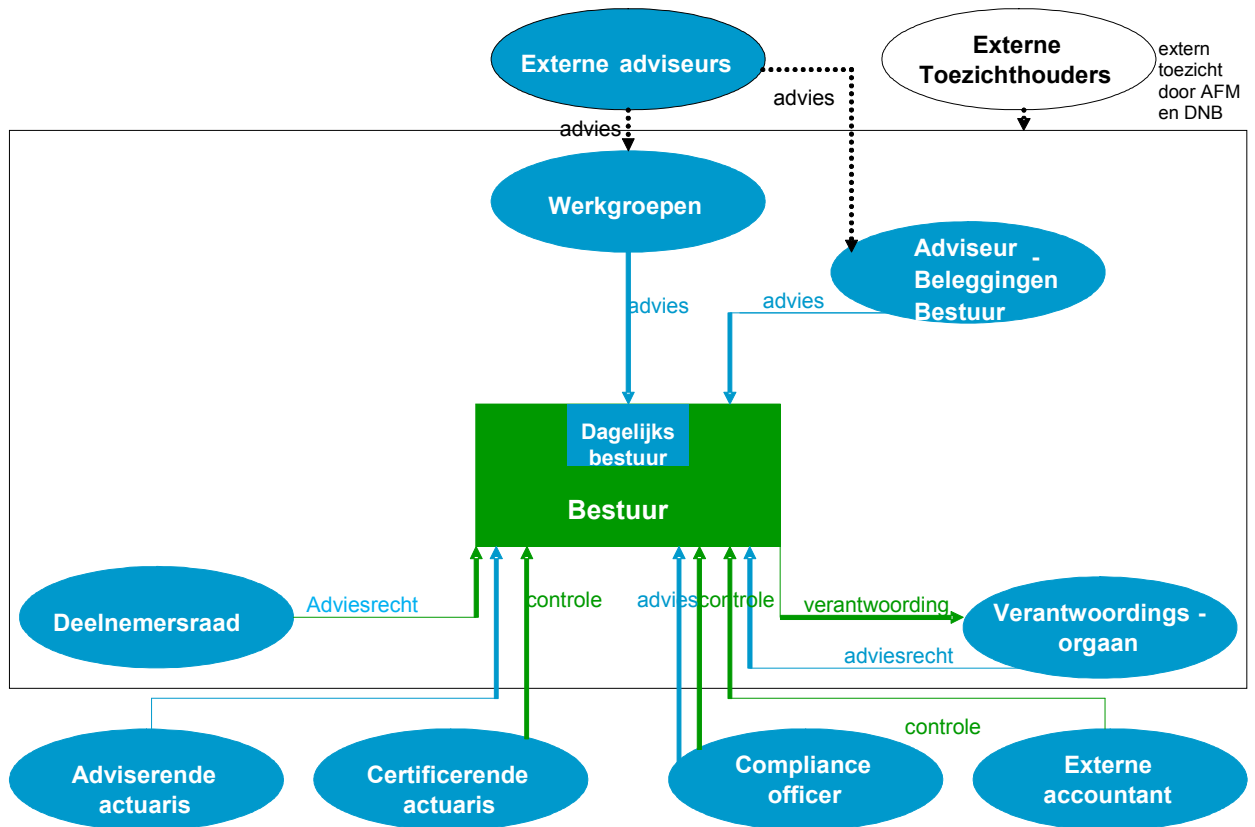 Externe adviseurs
Externe
Toezichthouders
extern
toezicht
door AFM
en DNB
advies
advies
Werkgroepen
Adviseur -
Beleggingen
Bestuur
advies
advies
Dagelijks
bestuur
Bestuur
Deelnemersraad
Adviesrecht
controle
advies
controle
verantwoording
adviesrecht
Verantwoordings -
orgaan
controle
Adviserende
actuaris
Certificerende
actuaris
Compliance
officer
Externe
accountant